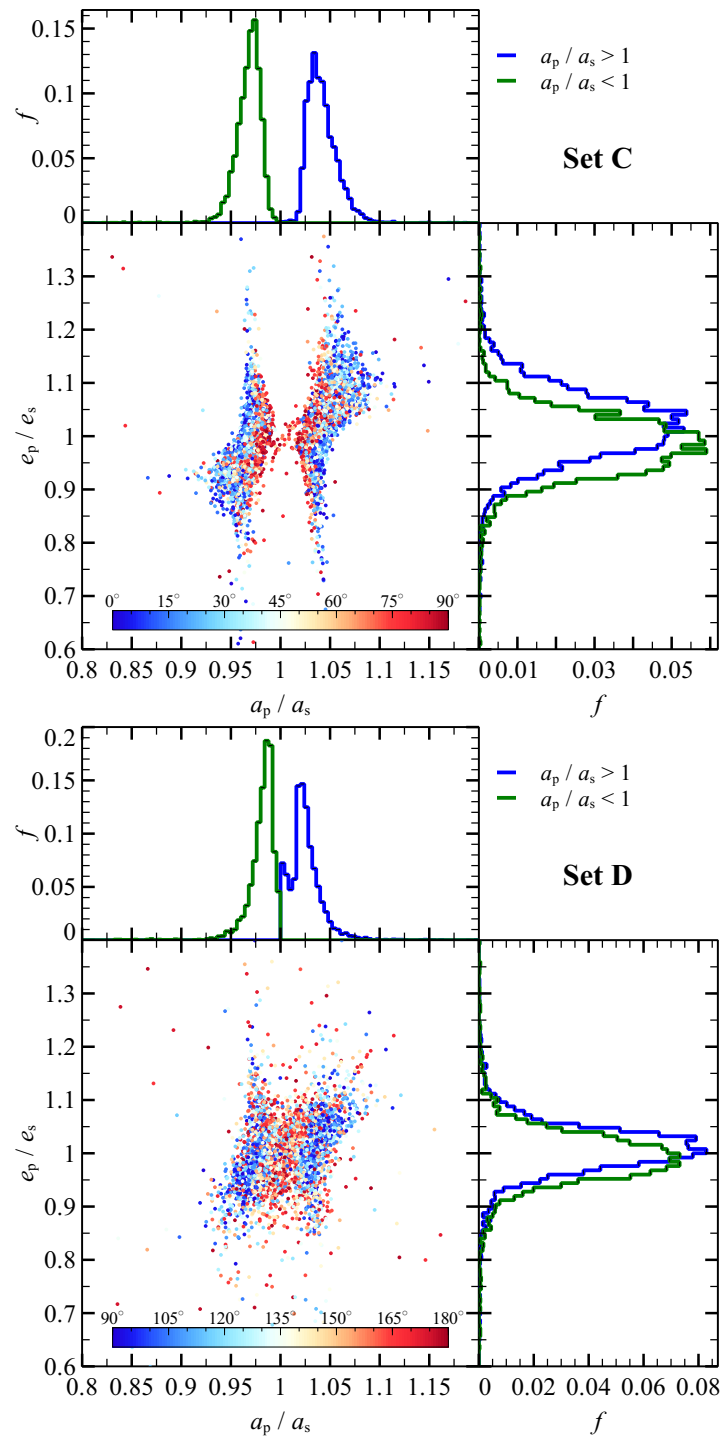 0.15
0.1
0.05
0
f
a_p / a_s > 1
a_p / a_s < 1
Set C
1.3
1.2
1.1
1
0.9
0.8
0.7
0.6
e_p / e_s
0° 15° 30° 45° 60° 75° 90°
0.8 0.85 0.9 0.95 1 1.05 1.1 1.15
a_p / a_s
0 0.01 0.03 0.05
f
0.2
0.15
0.1
0.05
0
f
a_p / a_s > 1
a_p / a_s < 1
Set D
1.3
1.2
1.1
1
0.9
0.8
0.7
0.6
e_p / e_s
90° 105° 120° 135° 150° 165° 180°
0.8 0.85 0.9 0.95 1 1.05 1.1 1.15
a_p / a_s
0 0.02 0.04 0.06 0.08
f